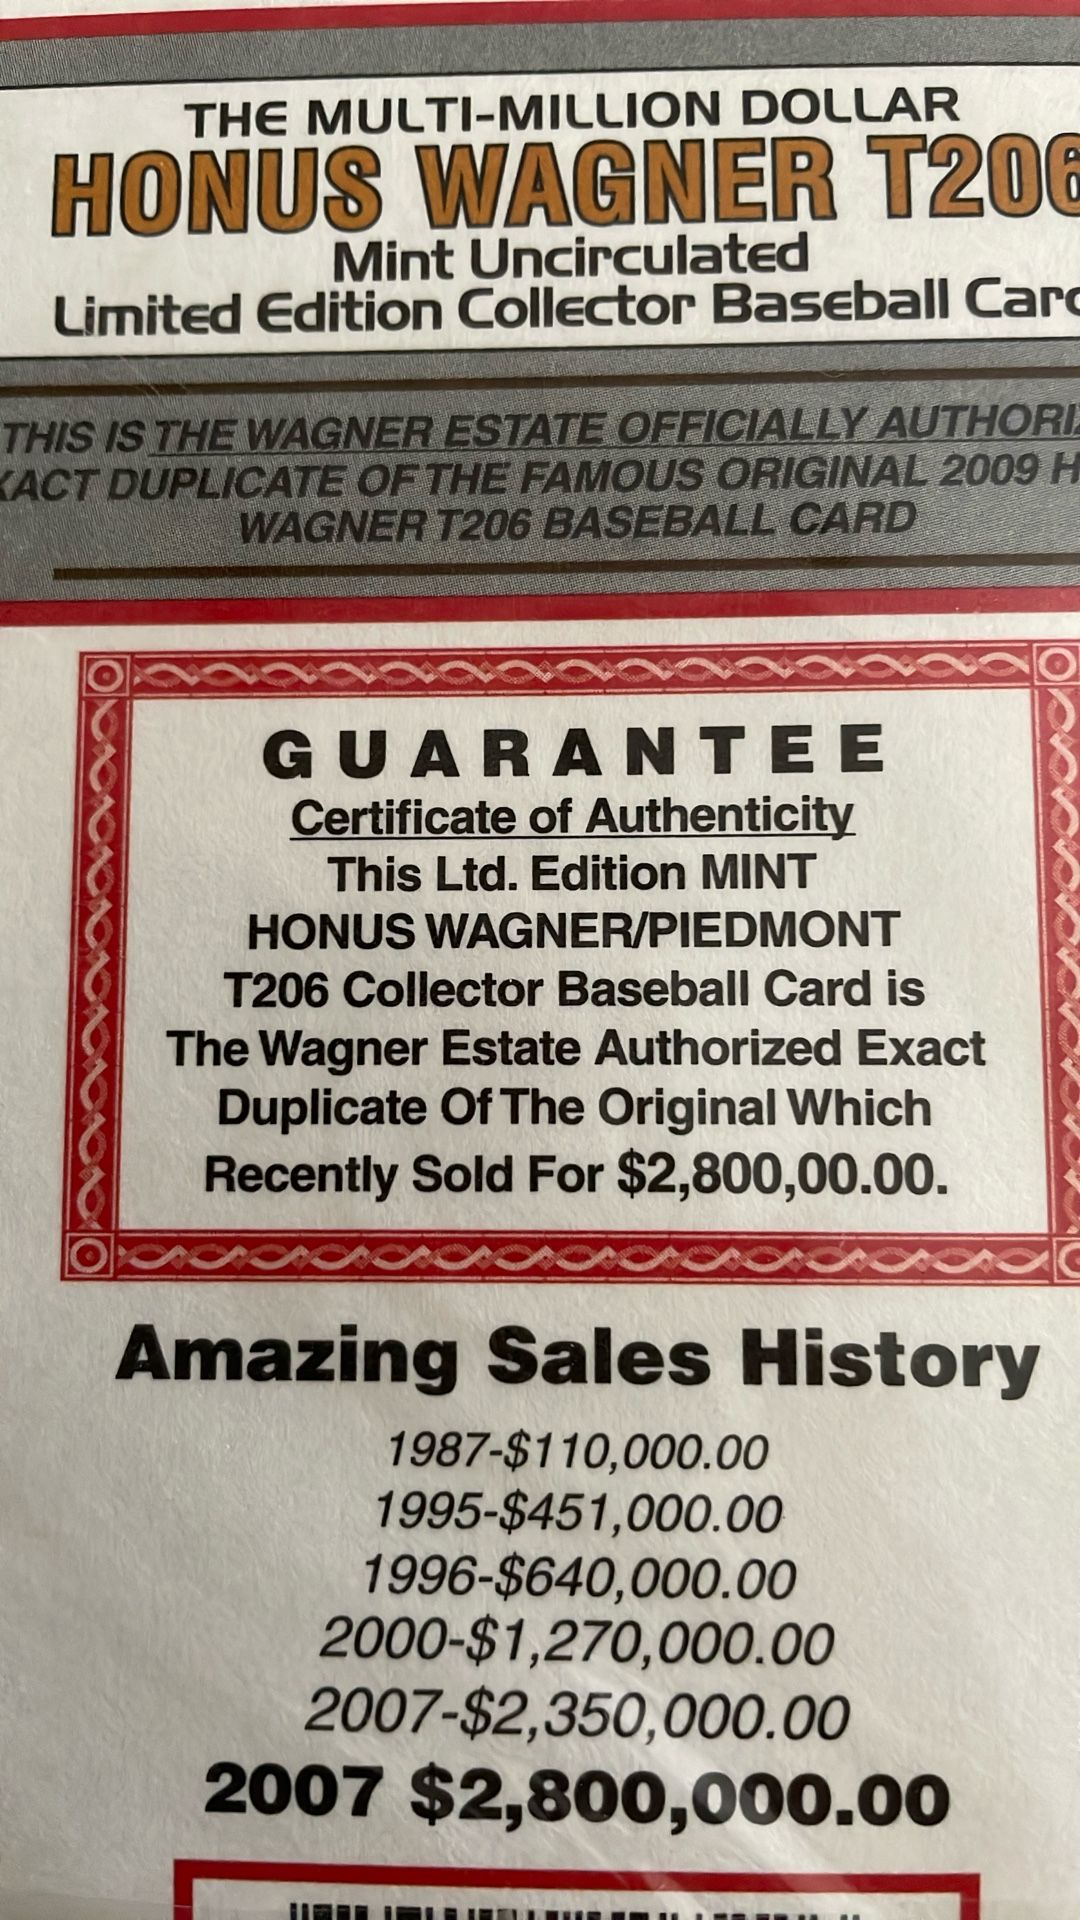 THE MULTI-MILLION DOLLAR
HONUS WAGNER T206
Mint Uncirculated
Limited Edition Collector Baseball Card
THIS IS THE WAGNER ESTATE OFFICIALLY
DUPLICATE OF THE FAMOUS ORIGINAL 2009
WAGNER T206 BASEBALL CARD
GUARANTEE
Certificate of Authenticity
This Ltd. Edition MINT
HONUS WAGNER/PIEDMONT
T206 Collector Baseball Card is
The Wagner Estate Authorized Exact
Duplicate Of The Original Which
Recently Sold For $2,800,00.00.
Amazing Sales History
1987-$110,000.00
1995-$451,000.00
1996-$640,000.00
2000-$1,270,000.00
2007-$2,350,000.00
2007 $2,800,000.00